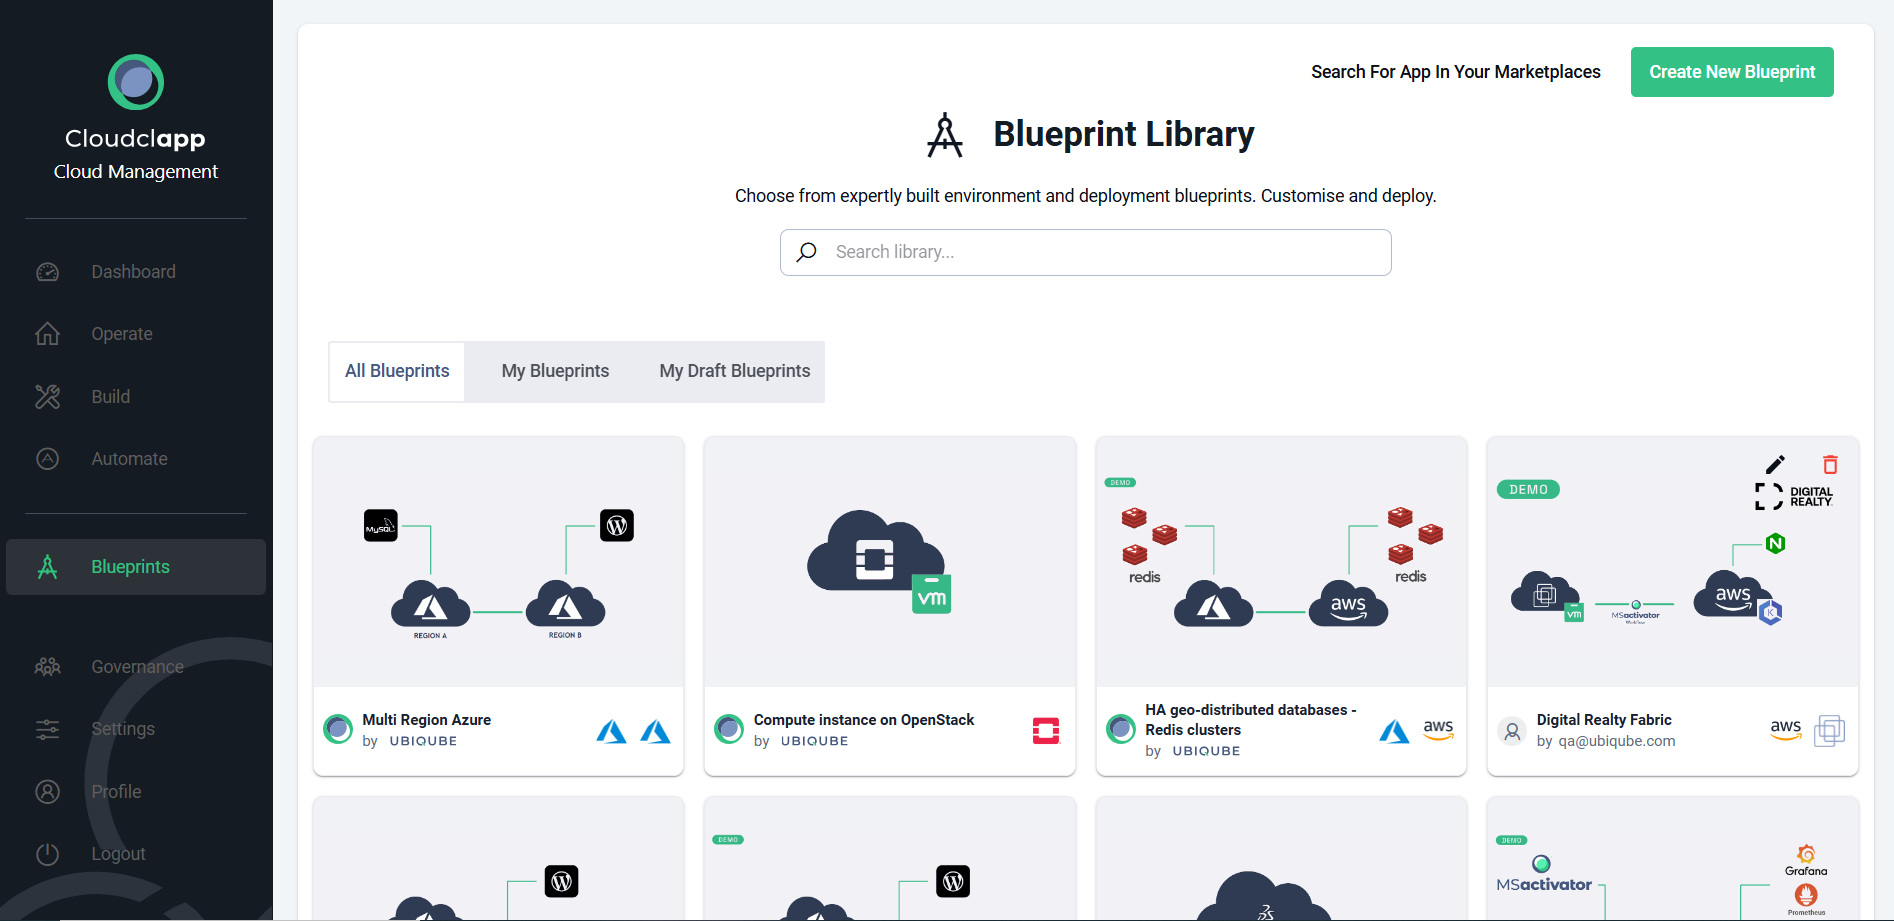 Cloudclapp
Cloud Management
Dashboard
Operate
Build
Automate
Blueprints
Governance
Settings
Profile
Logout
Search For App In Your Marketplaces
Create New Blueprint
Blueprint Library
Choose from expertly built environment and deployment blueprints. Customise and deploy.
Search library...
All Blueprints
My Blueprints
My Draft Blueprints
MySQL
REGION A
REGION B
Multi Region Azure
by UBIQUBE
vm
Compute instance on OpenStack
by UBIQUBE
DEMO
redis
redis
aws
HA geo-distributed databases -
Redis clusters
by UBIQUBE
aws
DEMO
DIGITAL
REALTY
N
vm
MSactivator
Workflow
aws
K
Digital Realty Fabric
by qa@ubiqube.com
aws
DEMO
DEMO
MSactivator
Grafana
Prometheus